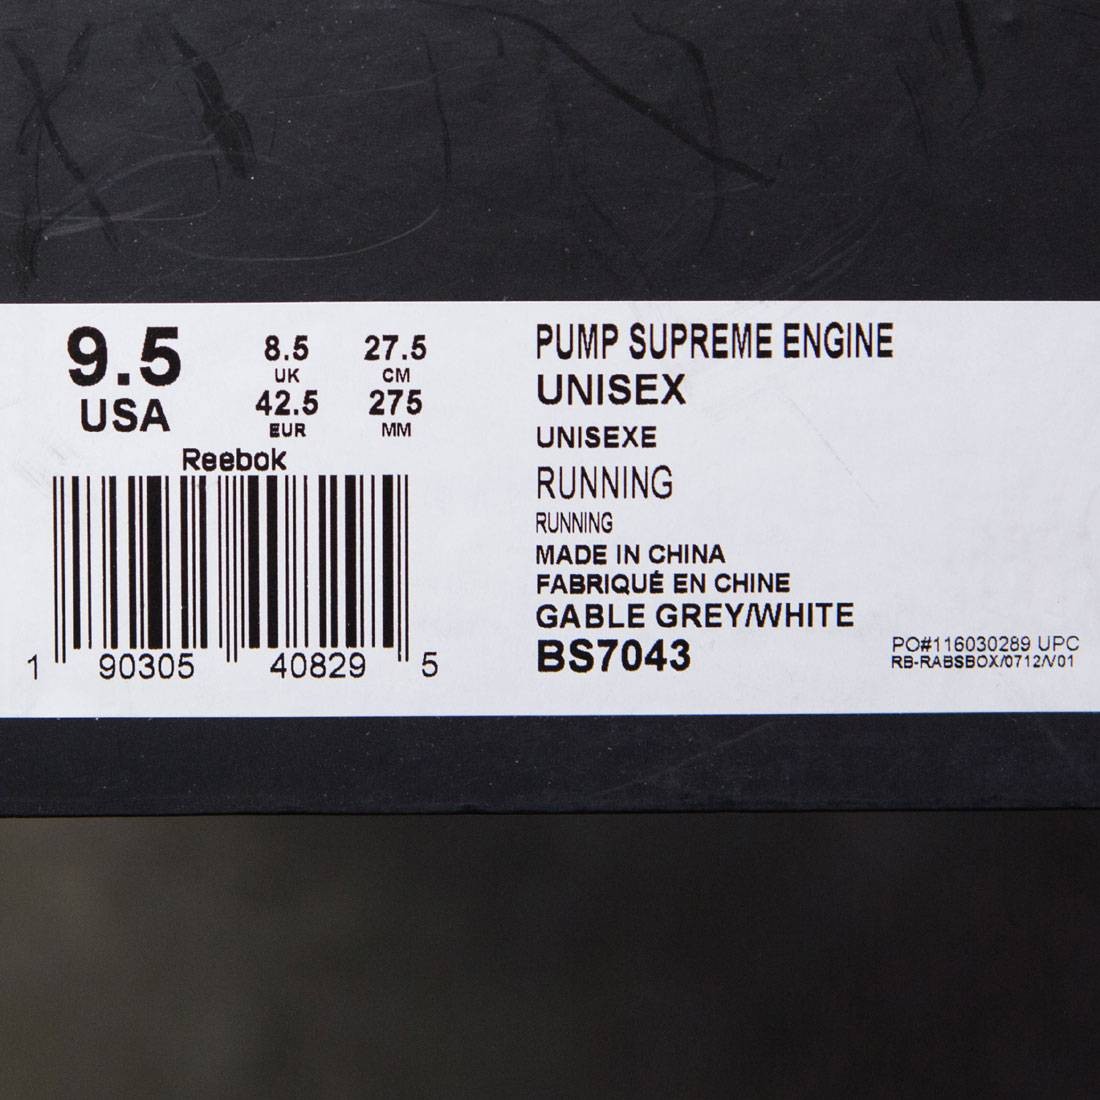 9.5
USA
8.5
UK
27.5
CM
42.5
EUR
275
MM
Reebok
1 90305 40829 5
PUMP SUPREME ENGINE
UNISEX
UNISEXE
RUNNING
RUNNING
MADE IN CHINA
FABRIQUÉ EN CHINE
GABLE GREY/WHITE
BS7043
PO#116030289 UPC
RB-RABSBOX/0712/V01